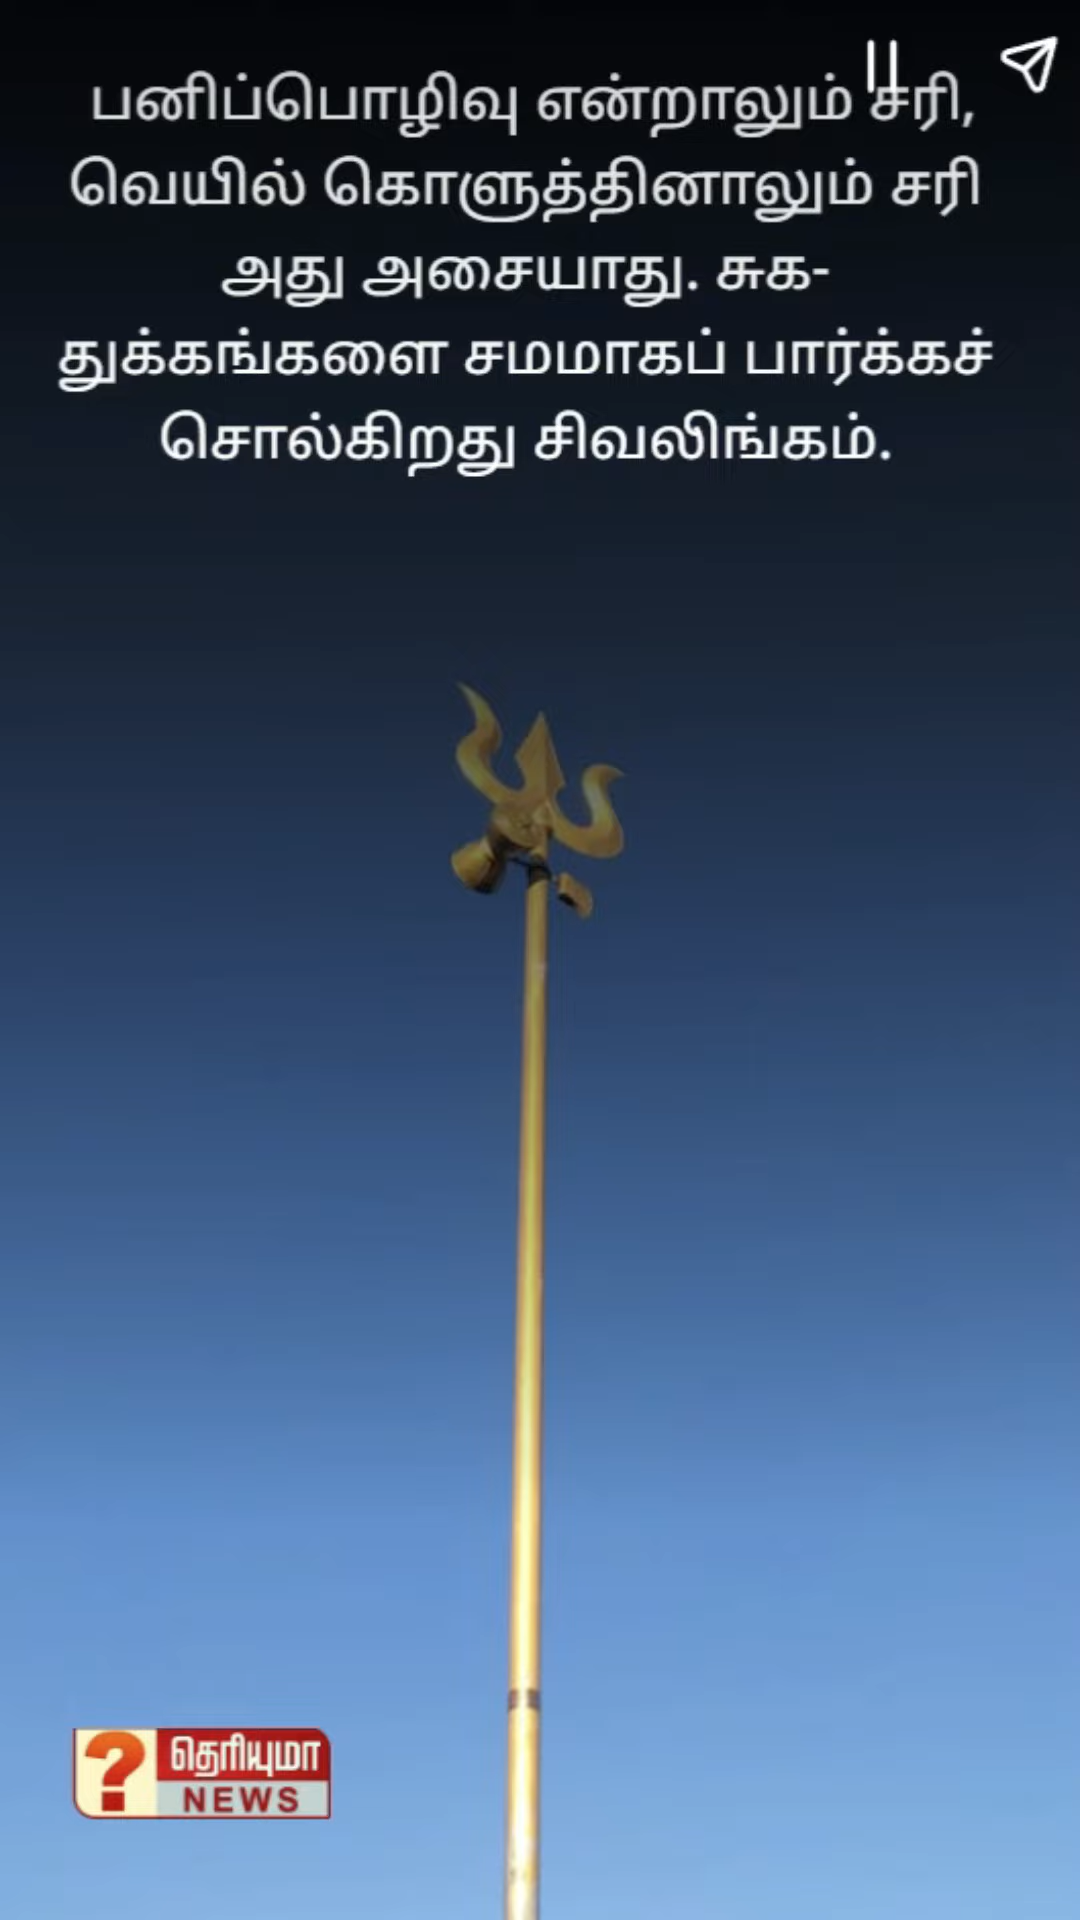 பனிப்பொழிவு என்றாலும் சரி,
வெயில் கொளுத்தினாலும் சரி
அது அசையாது. சுக-
துக்கங்களை சமமாகப் பார்க்கச்
சொல்கிறது சிவலிங்கம்.
?
தெரியுமா
NEWS